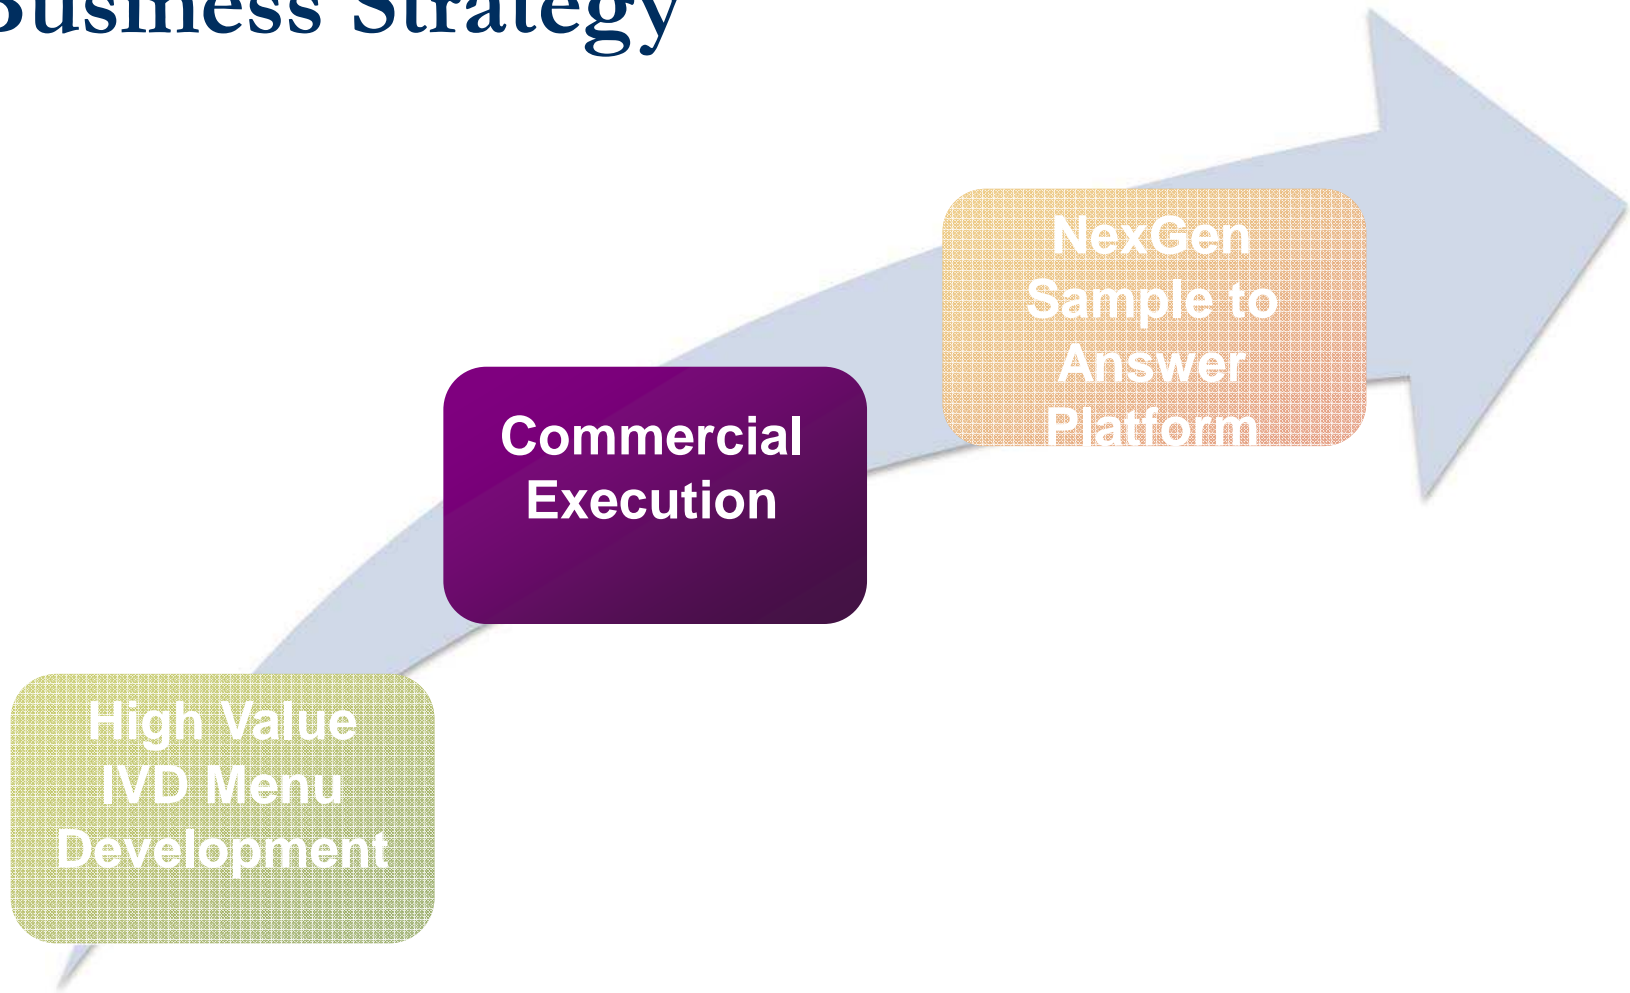 Business Strategy
NexGen
Sample to
Answer
Platform
Commercial
Execution
High Value
IVD Menu
Development